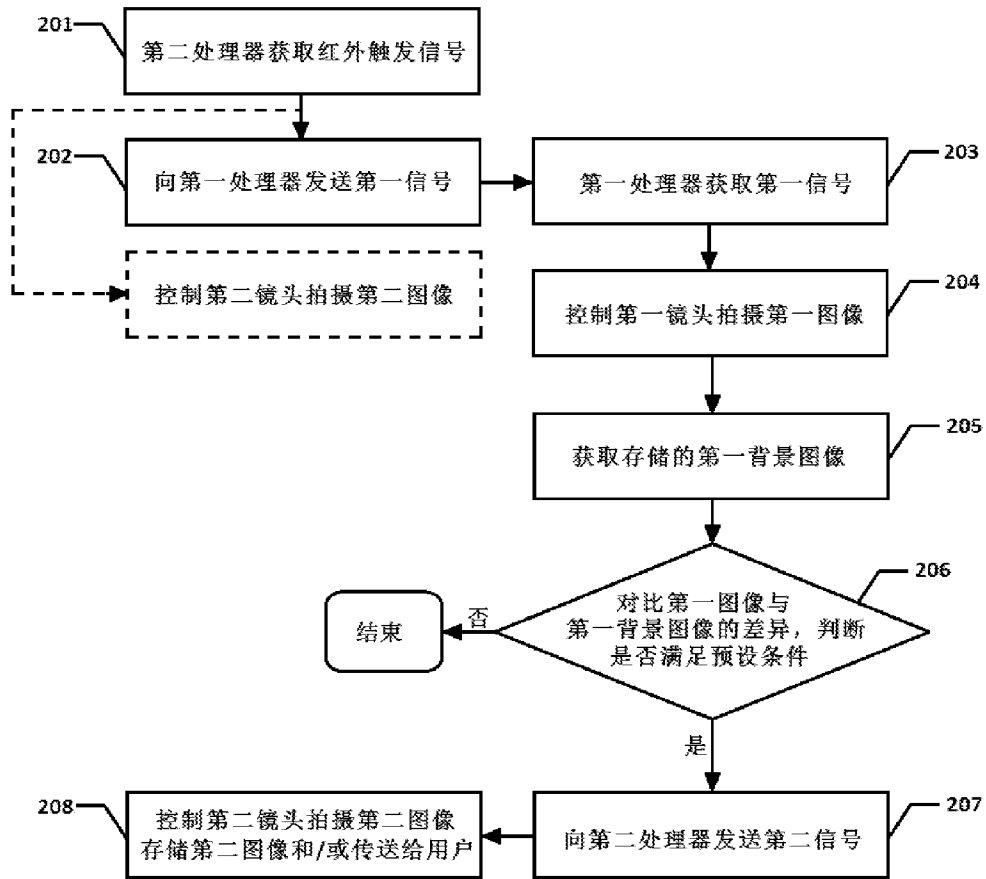 201
第二处理器获取红外触发信号
202
向第一处理器发送第一信号
203
第一处理器获取第一信号
控制第二镜头拍摄第二图像
204
控制第一镜头拍摄第一图像
205
获取存储的第一背景图像
206
对比第一图像与
第一背景图像的差异，判断
是否满足预设条件
否
结束
是
207
向第二处理器发送第二信号
208
控制第二镜头拍摄第二图像
存储第二图像和/或传送给用户